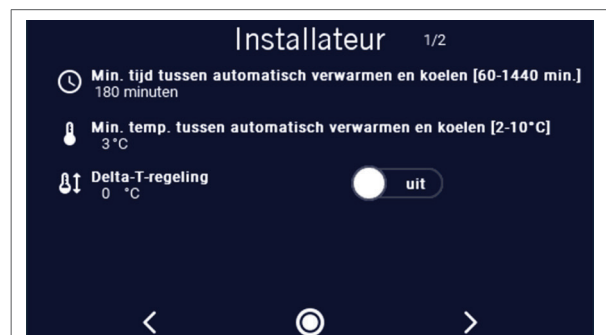 Installateur 1/2
Min. tijd tussen automatisch verwarmen en koelen [60-1440 min.]
180 minuten
Min. temp. tussen automatisch verwarmen en koelen [2-10°C]
3°C
Delta-T-regeling
uit
0 °C